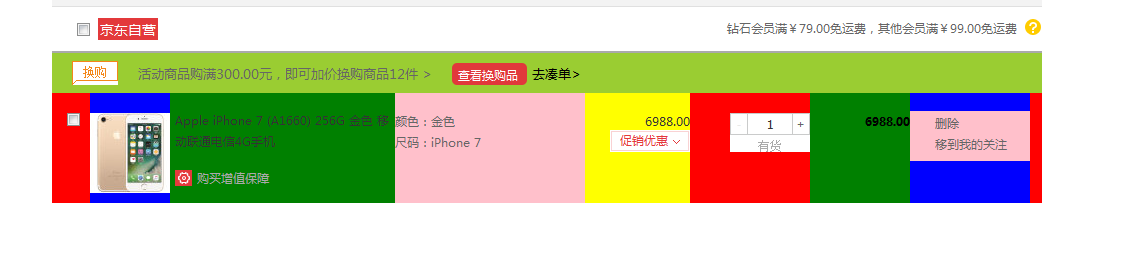 京东自营 钻石会员满￥79.00免运费，其他会员满￥99.00免运费 ?
换购 活动商品购满300.00元，即可加价换购商品12件 > 查看换购品 去凑单>
Apple iPhone 7 (A1660) 256G 金色 移 颜色：金色 6988.00 1 + 6988.00 删除
动联通电信4G手机 尺码：iPhone 7 促销优惠 有货 移到我的关注
购买增值保障